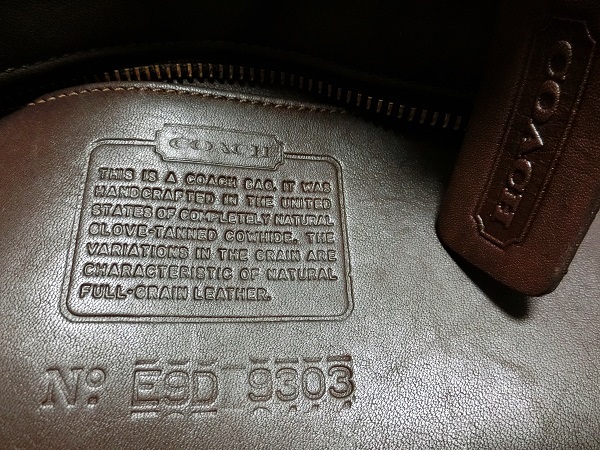 COACH
THIS IS A COACH BAG. IT WAS
HANDCRAFTED IN THE UNITED
STATES OF COMPLETELY NATURAL
GLOVE-TANNED COWHIDE. THE
VARIATIONS IN THE GRAIN ARE
CHARACTERISTIC OF NATURAL
FULL-GRAIN LEATHER.
No: E9D 9303
COACH